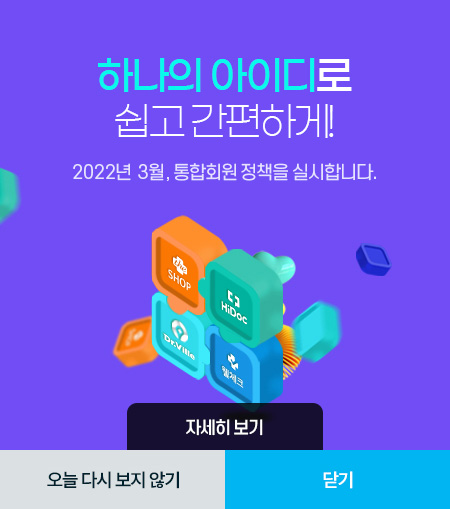 하나의 아이디로
쉽고 간편하게!
2022년 3월, 통합회원 정책을 실시합니다.
SHOP
HiDoc
Dr.Ville
웰체크
자세히 보기
오늘 다시 보지 않기
닫기